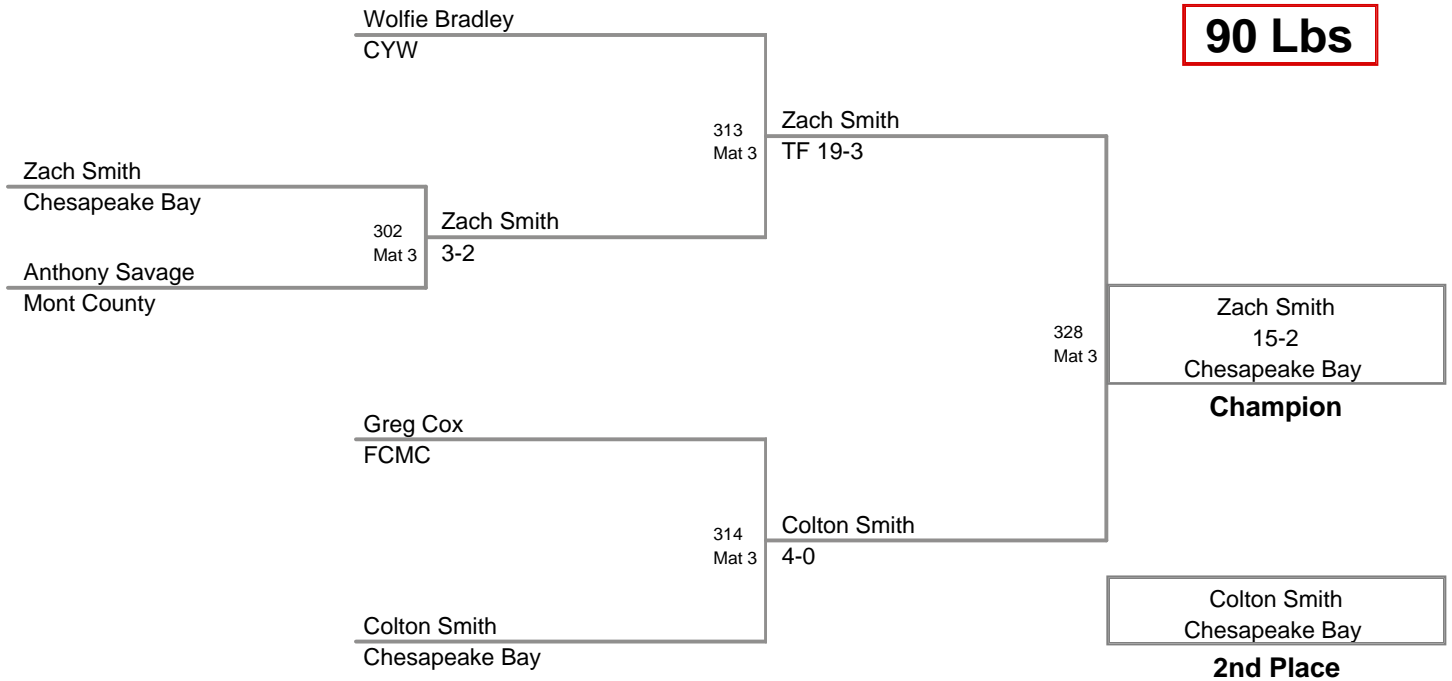 90 Lbs
Wolfie Bradley
CYW
313
Mat 3
Zach Smith
TF 19-3
Zach Smith
Chesapeake Bay
302
Mat 3
Zach Smith
3-2
Anthony Savage
Mont County
328
Mat 3
Zach Smith
15-2
Chesapeake Bay
Champion
Greg Cox
FCMC
314
Mat 3
Colton Smith
4-0
Colton Smith
Chesapeake Bay
Colton Smith
Chesapeake Bay
2nd Place